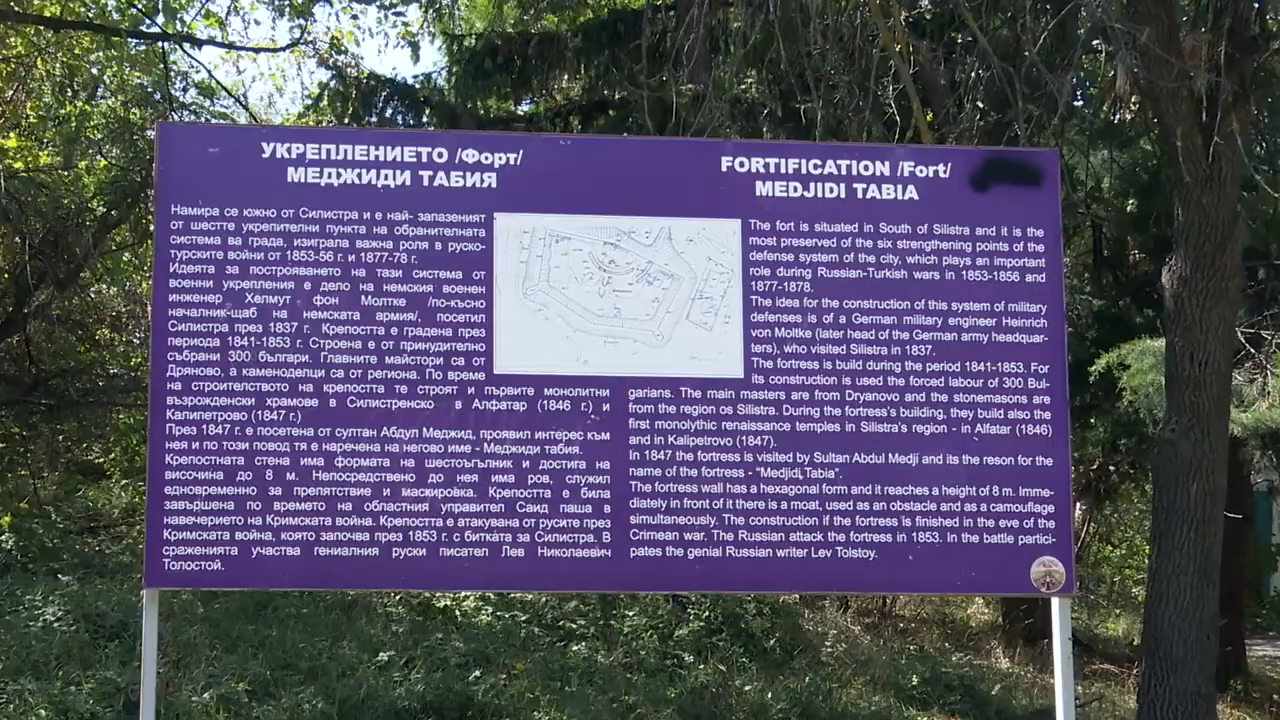 УКРЕПЛЕНИЕТО /Форт/
МЕДЖИДИ ТАБИЯ
Намира се южно от Силистра и е най- запазеният
от шестте укрепителни пункта на обранителната
система ва града, изиграла важна роля в руско-
турските войни от 1853-56 г. и 1877-78 г.
Идеята за построяването на тази система от
военни укрепления е дело на немския военен
инженер Хелмут фон Молтке /по-късно
началник-щаб на немската армия/, посетил
Силистра през 1837 г. Крепостта е градена през
периода 1841-1853 г. Строена е от принудително
събрани 300 българи. Главните майстори са от
Дряново, а каменоделци са от региона. По време
на строителството на крепостта те строят и първите монолитни
възрожденски храмове в Силистренско в Алфатар (1846 г.) и
Калипетрово (1847 г.)
През 1847 г. е посетена от султан Абдул Меджид, проявил интерес към
нея и по този повод тя е наречена на негово име - Меджиди табия.
Крепостната стена има формата на шестоъгълник и достига на
височина до 8 м. Непосредствено до нея има ров, служил
едновременно за препятствие и маскировка. Крепостта е била
завършена по времето на областния управител Саид паша в
навечерието на Кримската война. Крепостта е атакувана от русите през
Кримската война, която започва през 1853 г. с битката за Силистра. В
сраженията участва гениалния руски писател Лев Николаевич
Толостой.
FORTIFICATION /Fort/
MEDJIDI TABIA
The fort is situated in South of Silistra and it is the
most preserved of the six strengthening points of the
defense system of the city, which plays an important
role during Russian-Turkish wars in 1853-1856 and
1877-1878.
The idea for the construction of this system of military
defenses is of a German military engineer Heinrich
von Moltke (later head of the German army headquar-
ters), who visited Silistra in 1837.
The fortress is build during the period 1841-1853. For
its construction is used the forced labour of 300 Bul-
garians. The main masters are from Dryanovo and the stonemasons are
from the region os Silistra. During the fortress's building, they build also the
first monolythic renaissance temples in Silistra's region - in Alfatar (1846)
and in Kalipetrovo (1847).
In 1847 the fortress is visited by Sultan Abdul Medji and its the reson for the
name of the fortress - "Medjidi Tabia".
The fortress wall has a hexagonal form and it reaches a height of 8 m. Imme-
diately in front of it there is a moat, used as an obstacle and as a camouflage
simultaneously. The construction if the fortress is finished in the eve of the
Crimean war. The Russian attack the fortress in 1853. In the battle partici-
pates the genial Russian writer Lev Tolstoy.